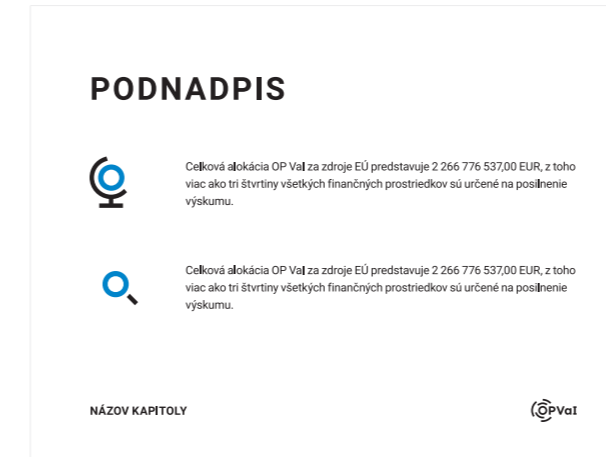 PODNADPIS
Celková alokácia OP VaI za zdroje EÚ predstavuje 2 266 776 537,00 EUR, z toho
viac ako tri štvrtiny všetkých finančných prostriedkov sú určené na posilnenie
výskumu.
Celková alokácia OP VaI za zdroje EÚ predstavuje 2 266 776 537,00 EUR, z toho
viac ako tri štvrtiny všetkých finančných prostriedkov sú určené na posilnenie
výskumu.
NÁZOV KAPITOLY
OPVaI